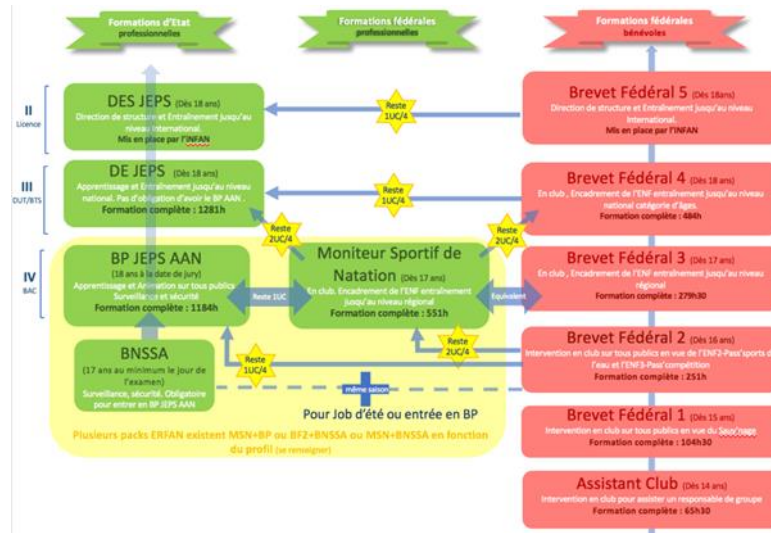 Formations d'Etat
professionnelles
Formations fédérales
professionnelles
Formations fédérales
bénévoles
II
Licence
DES JEPS (Dès 18 ans)
Direction de structure et Entraînement jusqu'au
niveau International.
Mis en place par l'INFAN
Reste
1UC/4
Brevet Fédéral 5 (Dès 18ans)
Direction de structure et Entraînement jusqu'au niveau
International.
Mis en place par l'INFAN
III
DUT/BTS
DE JEPS (Dès 18 ans)
Apprentissage et Entraînement jusqu'au niveau
national. Pas d'obligation d'avoir le BP AAN .
Formation complète : 1281h
Reste
1UC/4
Brevet Fédéral 4 (Dès 18 ans)
En club , Encadrement de l'ENF entraînement jusqu'au niveau
national catégorie d'âges.
Formation complète : 484h
Reste
2UC/4
Reste
2UC/4
IV
BAC
BP JEPS AAN
(18 ans à la date de jury)
Apprentissage et Animation sur tous publics
Surveillance et sécurité
Formation complète : 1184h
Reste 1UC
Moniteur Sportif de
Natation (Dès 17 ans)
En club. Encadrement de l'ENF entraînement
jusqu'au niveau régional
Formation complète : 551h
Equivalent
Brevet Fédéral 3 (Dès 17 ans)
En club , Encadrement de l'ENF entraînement jusqu'au niveau
régional
Formation complète : 279h30
Reste
2UC/4
Reste
1UC/4
BNSSA
(17 ans au minimum le jour de
l'examen)
Surveillance, sécurité. Obligatoire
pour entrer en BP JEPS AAN
Brevet Fédéral 2 (Dès 16 ans)
Intervention en club sur tous publics en vue de l'ENF2-Pass'sports de
l'eau et l'ENF3-Pass'compétition
Formation complète : 251h
même saison
Pour Job d'été ou entrée en BP
Plusieurs packs ERFAN existent MSN+BP ou BF2+BNSSA ou MSN+BNSSA en fonction
du profil (se renseigner)
Brevet Fédéral 1 (Dès 15 ans)
Intervention en club sur tous publics en vue du Sauv'nage
Formation complète : 104h30
Assistant Club (Dès 14 ans)
Intervention en club pour assister un responsable de groupe
Formation complète : 65h30